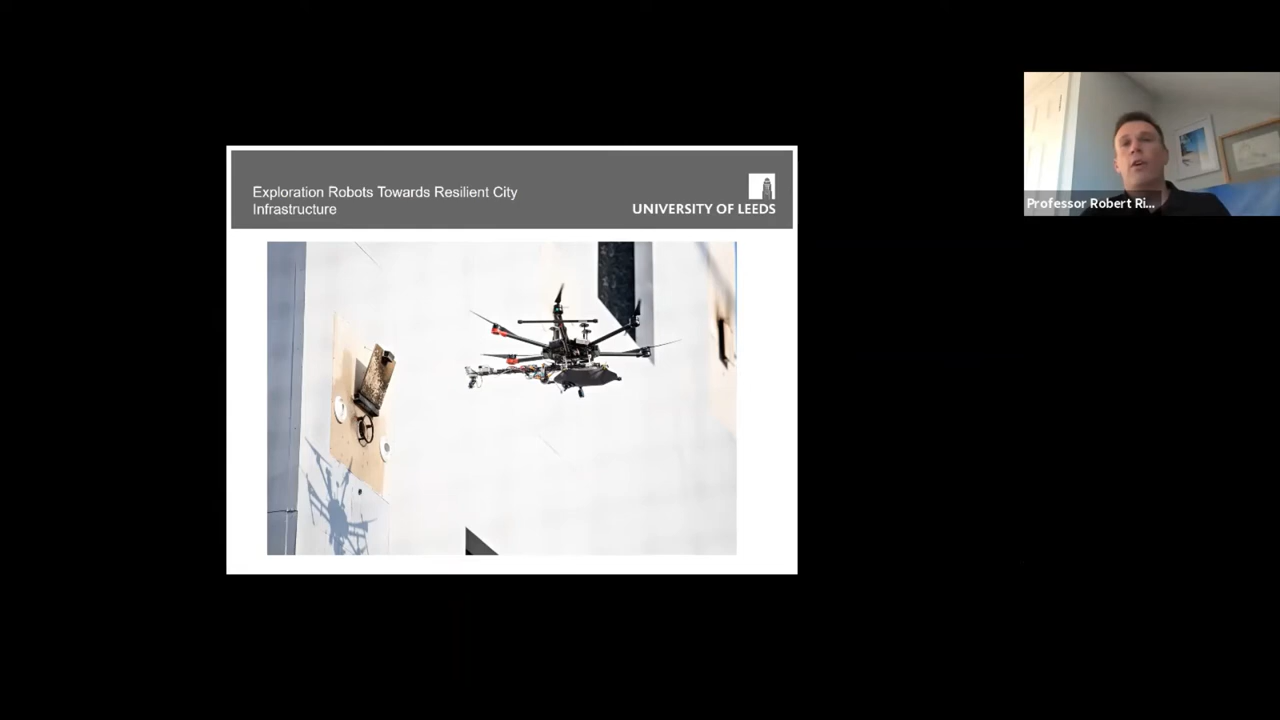 Exploration Robots Towards Resilient City
Infrastructure
UNIVERSITY OF LEEDS
Professor Robert Ri...